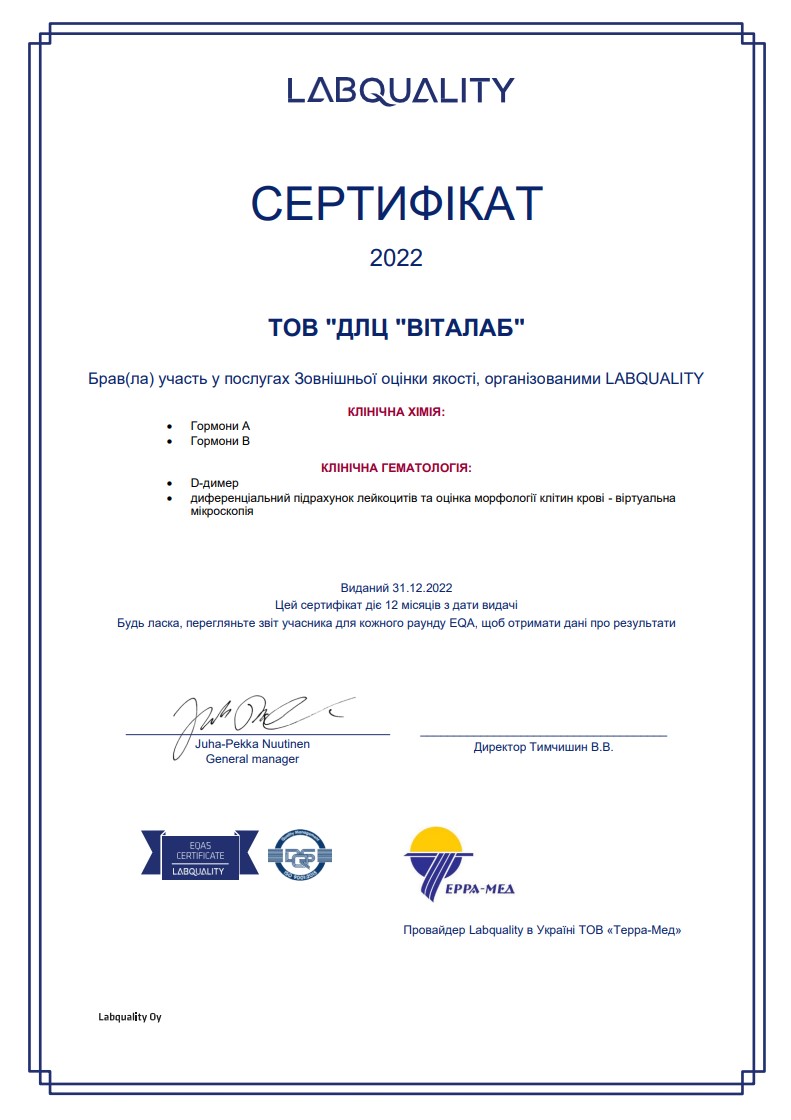 LABQUALITY
СЕРТИФІКАТ
2022
ТОВ "ДЛЦ "ВІТАЛАБ"
Брав(ла) участь у послугах Зовнішньої оцінки якості, організованими LABQUALITY
КЛІНІЧНА ХІМІЯ:
• Гормони А
• Гормони В
КЛІНІЧНА ГЕМАТОЛОГІЯ:
• D-димер
• диференціальний підрахунок лейкоцитів та оцінка морфології клітин крові - віртуальна
мікроскопія
Виданий 31.12.2022
Цей сертифікат діє 12 місяців з дати видачі
Будь ласка, перегляньте звіт учасника для кожного раунду EQA, щоб отримати дані про результати
Juha-Pekka Nuutinen
General manager
Директор Тимчишин В.В.
EQAS
CERTIFICATE
LABQUALITY
Quality Management
DQS
ЕРРА-МЕД
Провайдер Labquality в Україні ТОВ «Терра-Мед»
Labquality Oy